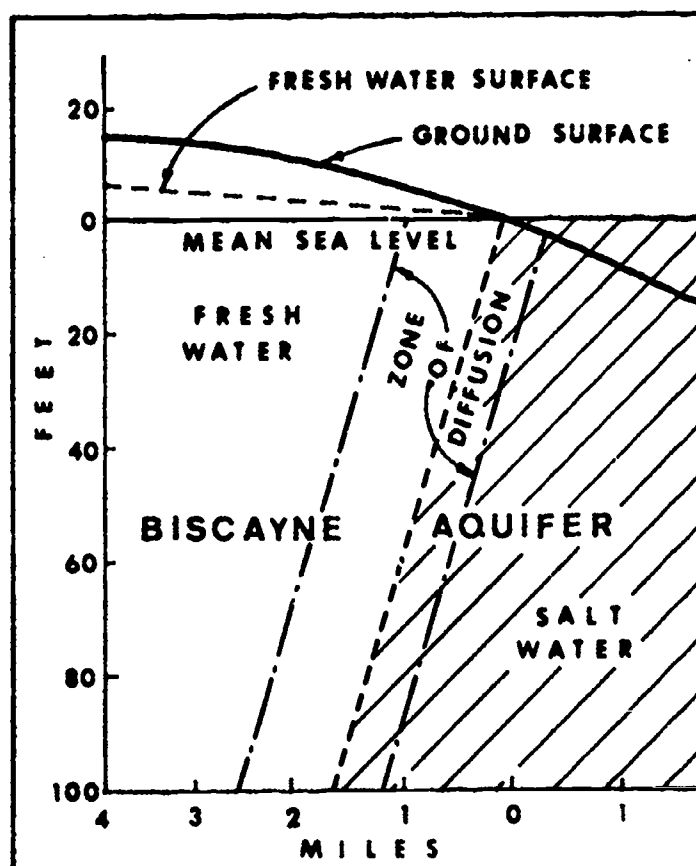 FRESH WATER SURFACE
20
GROUND SURFACE
0
MEAN SEA LEVEL
FRESH
WATER
ZONE
OF
DIFFUSION
FEET
20
40
BISCAYNE AQUIFER
60
SALT
WATER
80
100
4 3 2 1 0 1
MILES